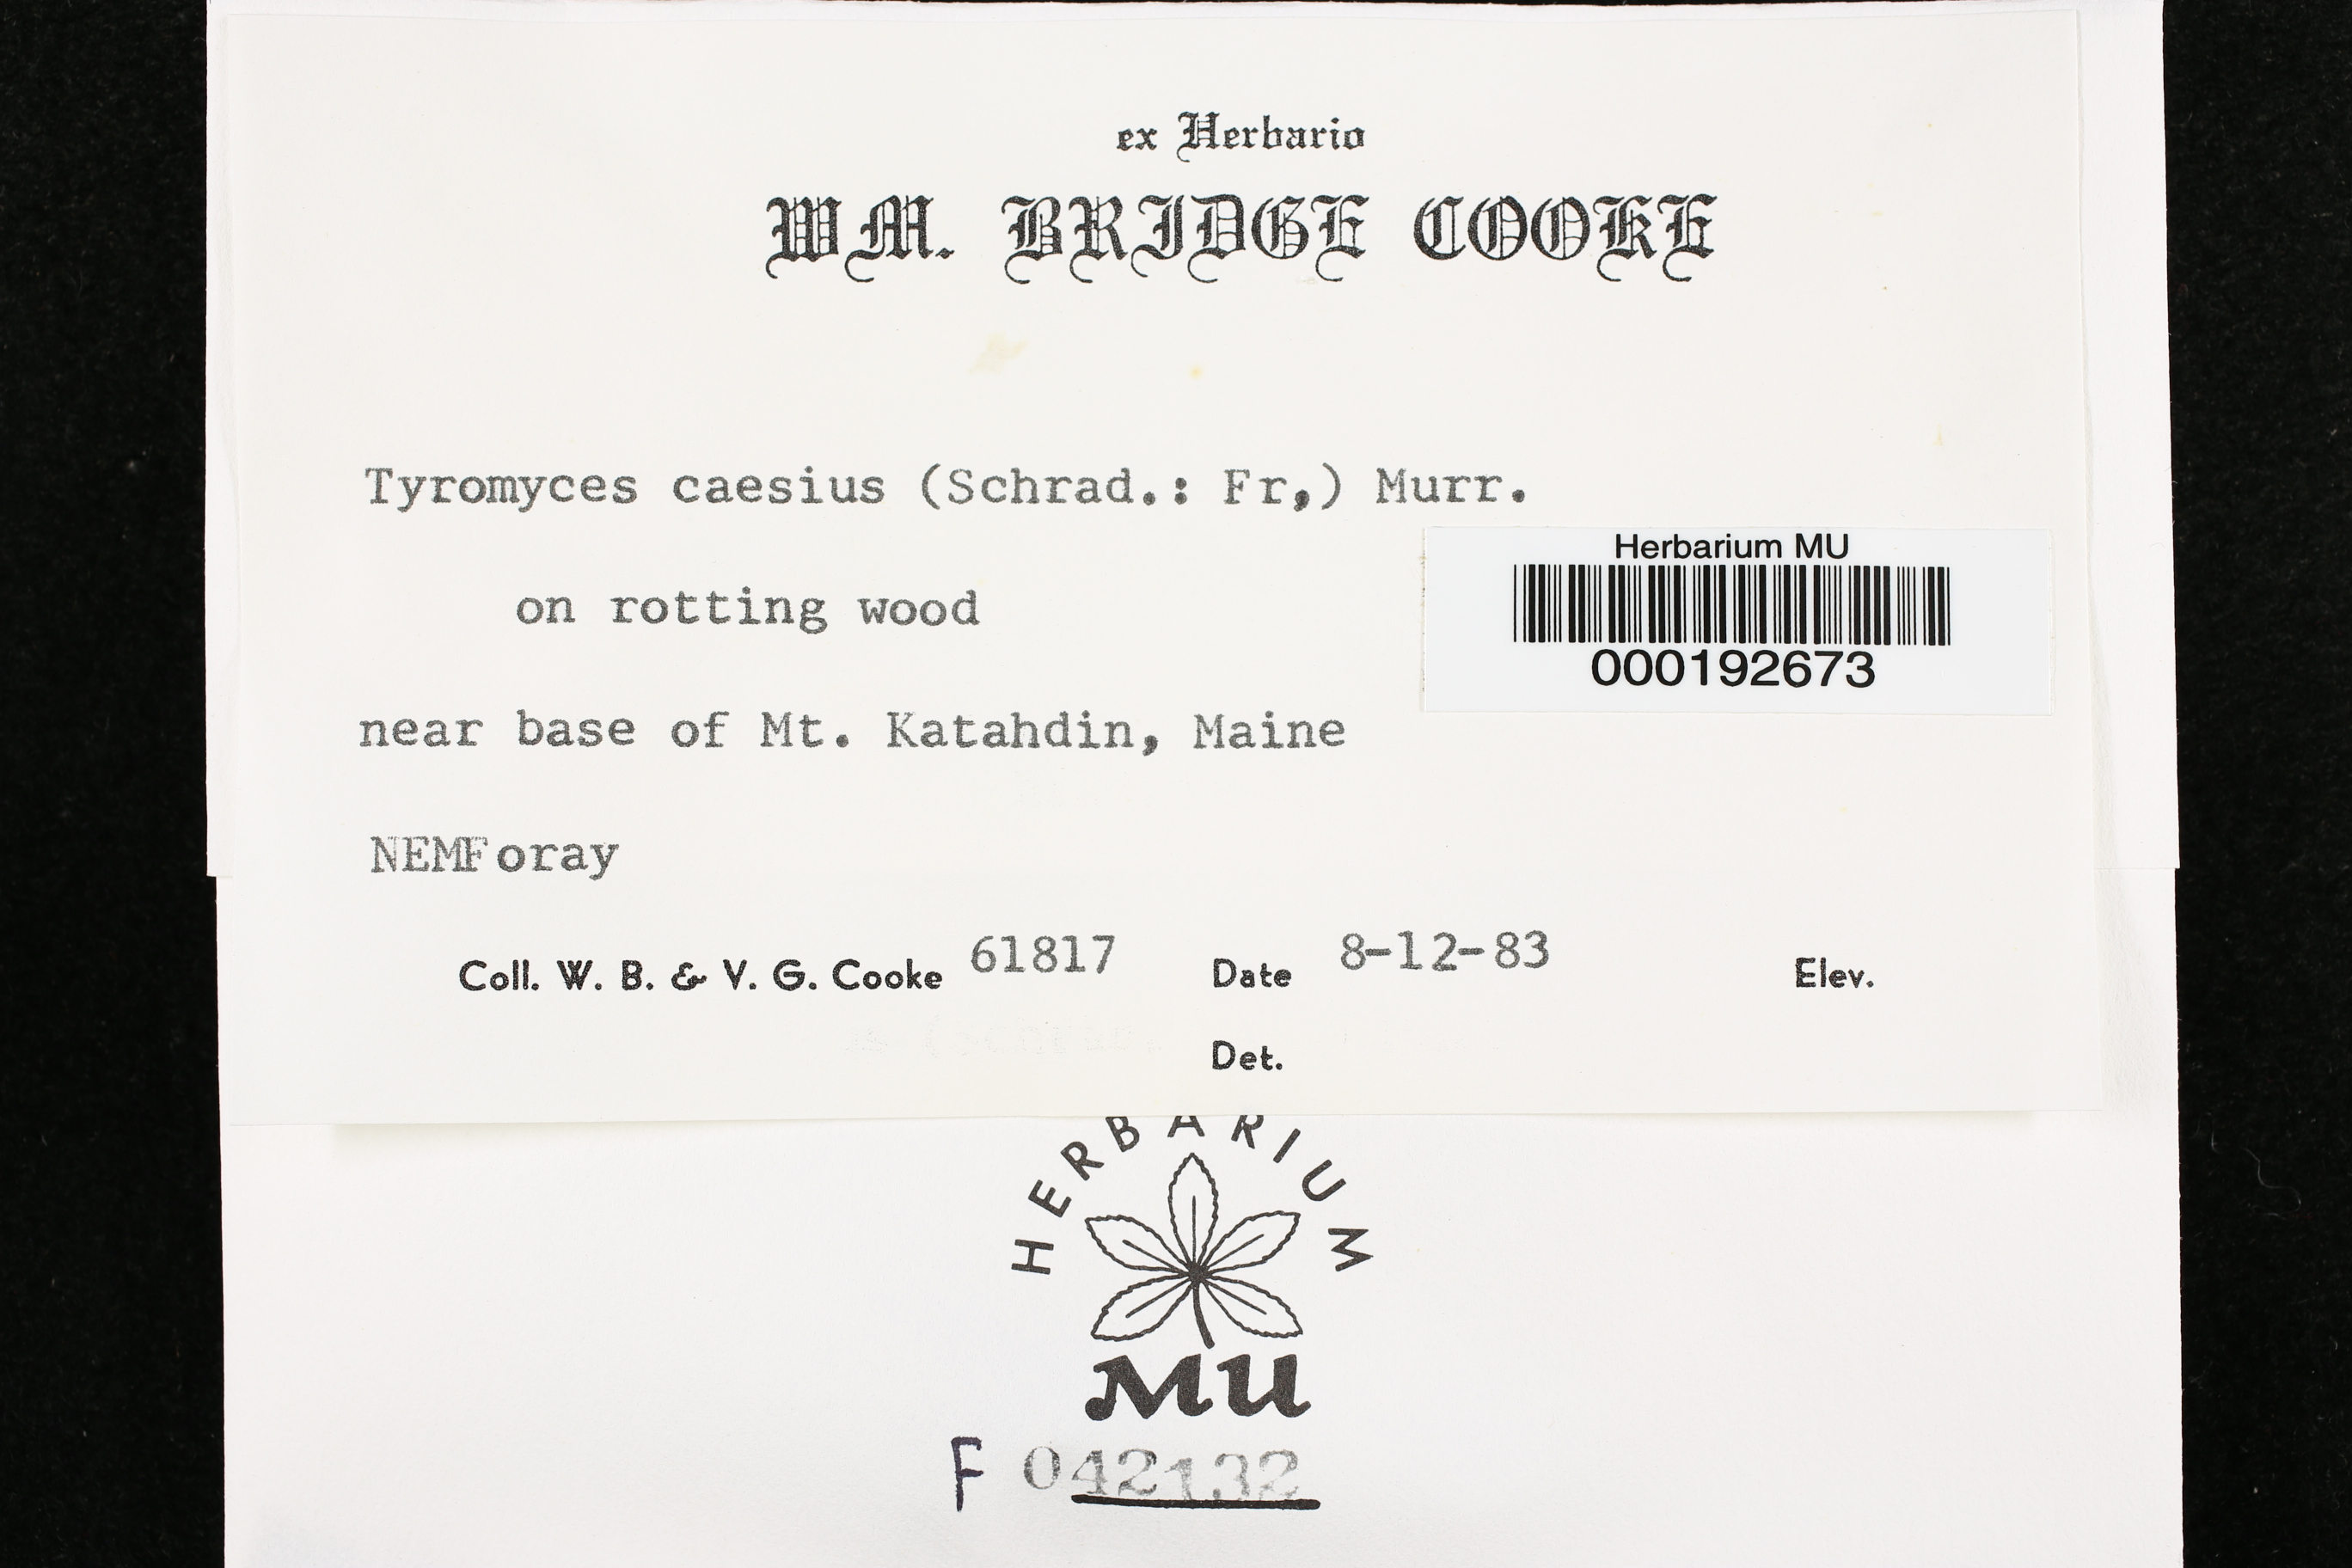 ex Herbario
WM. BRIDGE COOKE
Tyromyces caesius (Schrad.: Fr,) Murr.
Herbarium MU
000192673
on rotting wood
near base of Mt. Katahdin, Maine
NEMForay
Coll. W. B. & V. G. Cooke 61817 Date 8-12-83 Elev.
Det.
HERBARIUM
MU
F 042132